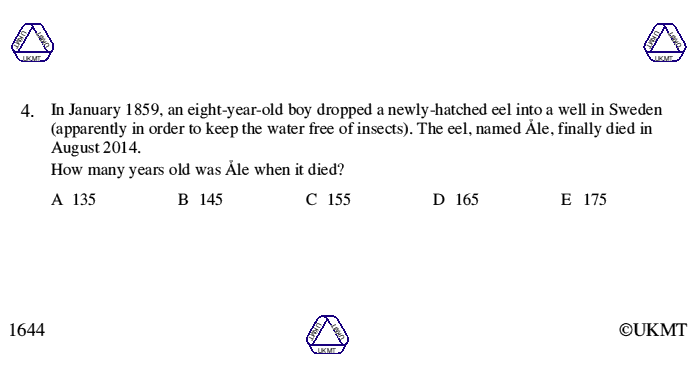 UKMT UKMT UKMT
UKMT UKMT UKMT
4. In January 1859, an eight-year-old boy dropped a newly-hatched eel into a well in Sweden
(apparently in order to keep the water free of insects). The eel, named Åle, finally died in
August 2014.
How many years old was Åle when it died?
A 135 B 145 C 155 D 165 E 175
1644
UKMT UKMT UKMT
©UKMT